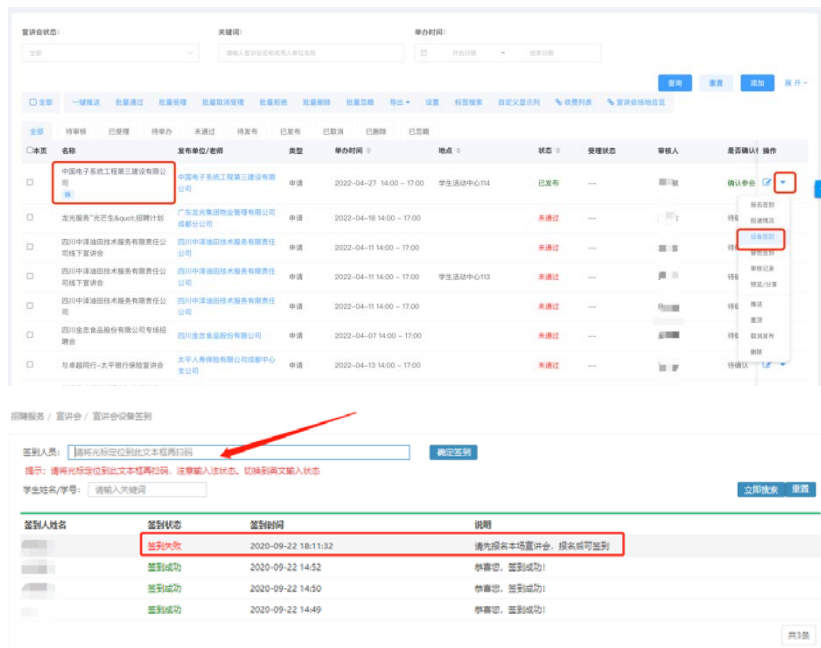 宣讲会状态: 关键词: 举办时间:
全部 请输入宣讲会名称或用人单位名称 开始日期 - 结束日期
查询 重置 添加 展开
全部 一键推送 批量通过 批量受理 批量取消受理 批量拒绝 批量删除 批量忽略 导出 设置 标签搜索 自定义显示列 收费列表 宣讲会场地总览
全部 待审核 已受理 待举办 未通过 待发布 已发布 已取消 已删除 已忽略
本页 名称 发布单位/老师 类型 举办时间 地点 状态 受理状态 审核人 是否确认 操作
中国电子系统工程第三建设有限公司 中国电子系统工程第三建设有限公司 申请 2022-04-27 14:00 ~ 17:00 学生活动中心114 已发布 --- 确认参会
报名签到
投递情况
设备签到
审核记录
预览/分享
推送
置顶
取消发布
删除
龙光服务"光芒生&quot;招聘计划 广东龙光集团物业管理有限公司成都分公司 申请 2022-04-18 14:00 ~ 17:00 未通过 ---
四川中泽油田技术服务有限责任公司线下宣讲会 四川中泽油田技术服务有限责任公司 申请 2022-04-11 14:00 ~ 17:00 未通过 ---
四川中泽油田技术服务有限责任公司线下宣讲会 四川中泽油田技术服务有限责任公司 申请 2022-04-11 14:00 ~ 17:00 学生活动中心113 未通过 ---
四川中泽油田技术服务有限责任公司 四川中泽油田技术服务有限责任公司 申请 2022-04-11 14:00 ~ 17:00 未通过 ---
四川金忠食品股份有限公司专场招聘会 四川金忠食品股份有限公司 申请 2022-04-07 14:00 ~ 17:00 未通过 ---
与卓越同行-太平银行保险宣讲会 太平人寿保险有限公司成都中心支公司 申请 2022-04-13 14:00 ~ 17:00 未通过 --- 待确认
招聘服务 / 宣讲会 / 宣讲会设备签到
签到人员: 请将光标定位到此文本框再扫码 确定签到
提示: 请将光标定位到此文本框再扫码, 注意输入法状态。切换到英文输入状态
学生姓名/学号: 请输入关键词 立即搜索 重置
签到人姓名 签到状态 签到时间 说明
签到失败 2020-09-22 18:11:32 请先报名本场宣讲会、报名后可签到
签到成功 2020-09-22 14:52 恭喜您, 签到成功!
签到成功 2020-09-22 14:50 恭喜您, 签到成功!
签到成功 2020-09-22 14:49 恭喜您, 签到成功!
共3条